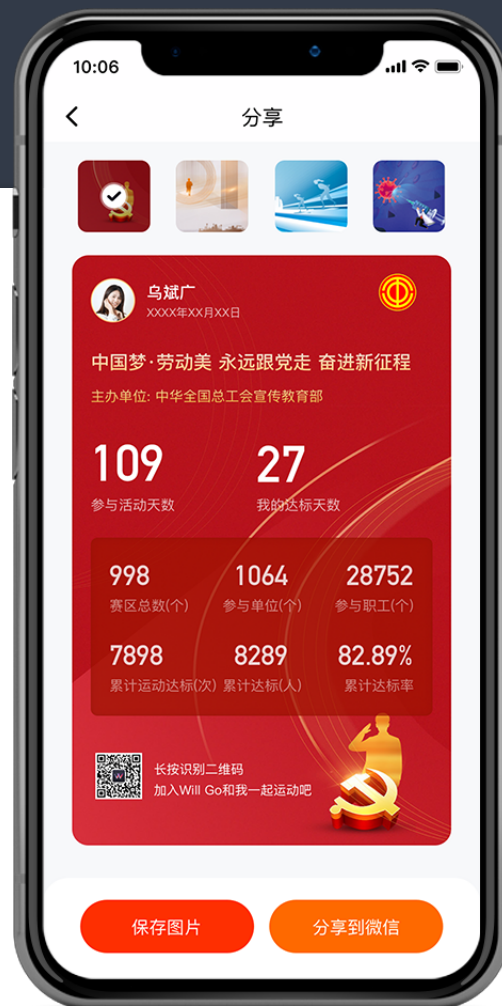 10:06
分享
乌斌广
XXXX年XX月XX日
中国梦·劳动美 永远跟党走 奋进新征程
主办单位: 中华全国总工会宣传教育部
109 27
参与活动天数 我的达标天数
998 1064 28752
赛区总数(个) 参与单位(个) 参与职工(个)
7898 8289 82.89%
累计运动达标(次) 累计达标(人) 累计达标率
长按识别二维码
加入Will Go和我一起运动吧
保存图片 分享到微信